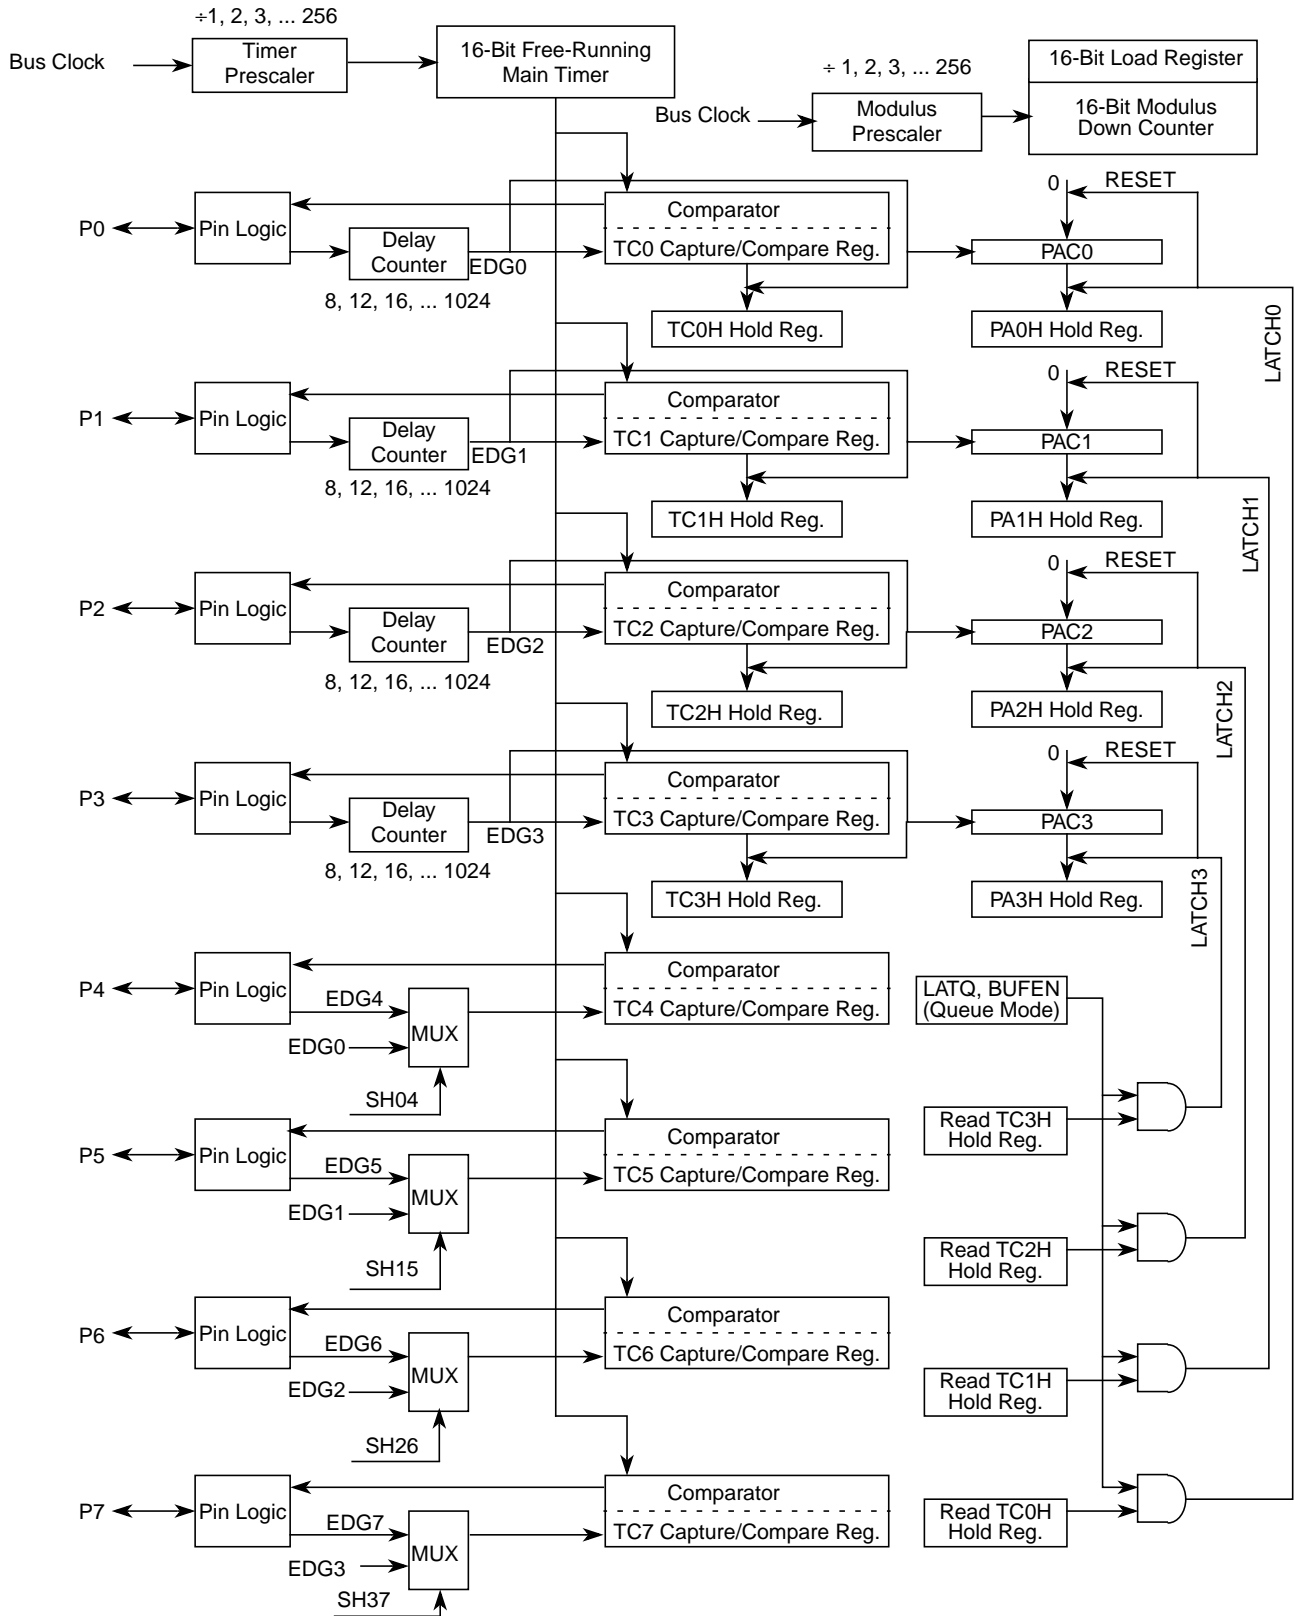 ÷1, 2, 3, ... 256
Bus Clock
Timer
Prescaler
16-Bit Free-Running
Main Timer
÷ 1, 2, 3, ... 256
Bus Clock
Modulus
Prescaler
16-Bit Load Register
16-Bit Modulus
Down Counter
P0
Pin Logic
Delay
Counter
EDG0
8, 12, 16, ... 1024
Comparator
TC0 Capture/Compare Reg.
TC0H Hold Reg.
0
RESET
PAC0
PA0H Hold Reg.
LATCH0
P1
Pin Logic
Delay
Counter
EDG1
8, 12, 16, ... 1024
Comparator
TC1 Capture/Compare Reg.
TC1H Hold Reg.
0
RESET
PAC1
PA1H Hold Reg.
LATCH1
P2
Pin Logic
Delay
Counter
EDG2
8, 12, 16, ... 1024
Comparator
TC2 Capture/Compare Reg.
TC2H Hold Reg.
0
RESET
PAC2
PA2H Hold Reg.
LATCH2
P3
Pin Logic
Delay
Counter
EDG3
8, 12, 16, ... 1024
Comparator
TC3 Capture/Compare Reg.
TC3H Hold Reg.
0
RESET
PAC3
PA3H Hold Reg.
LATCH3
P4
Pin Logic
EDG4
EDG0
MUX
SH04
Comparator
TC4 Capture/Compare Reg.
LATQ, BUFEN
(Queue Mode)
P5
Pin Logic
EDG5
EDG1
MUX
SH15
Comparator
TC5 Capture/Compare Reg.
Read TC3H
Hold Reg.
Read TC2H
Hold Reg.
P6
Pin Logic
EDG6
EDG2
MUX
SH26
Comparator
TC6 Capture/Compare Reg.
Read TC1H
Hold Reg.
P7
Pin Logic
EDG7
EDG3
MUX
SH37
Comparator
TC7 Capture/Compare Reg.
Read TC0H
Hold Reg.